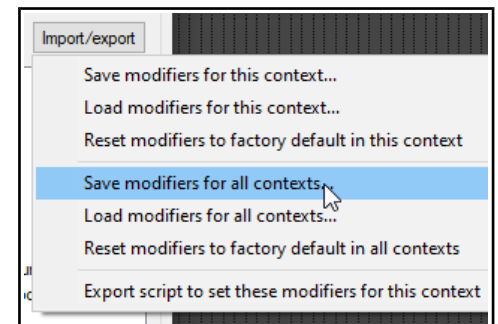 Import/export
Save modifiers for this context...
Load modifiers for this context...
Reset modifiers to factory default in this context
Save modifiers for all contexts...
Load modifiers for all contexts...
Reset modifiers to factory default in all contexts
Export script to set these modifiers for this context